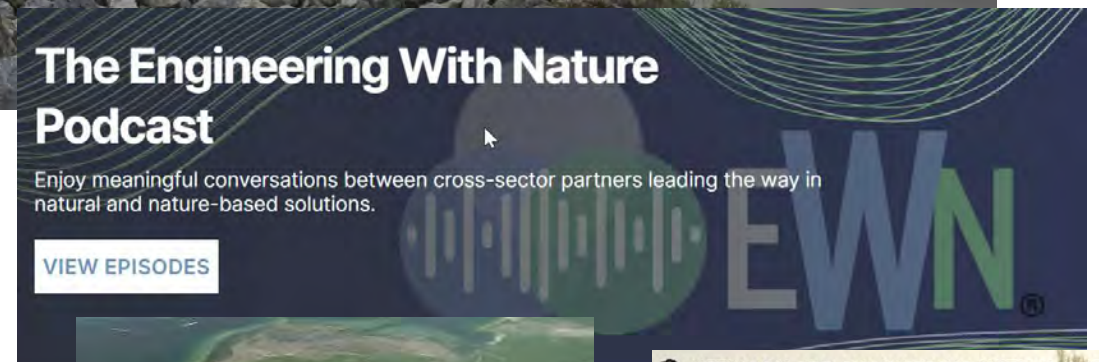 The Engineering With Nature
Podcast
Enjoy meaningful conversations between cross-sector partners leading the way in
natural and nature-based solutions.
VIEW EPISODES
EWN®